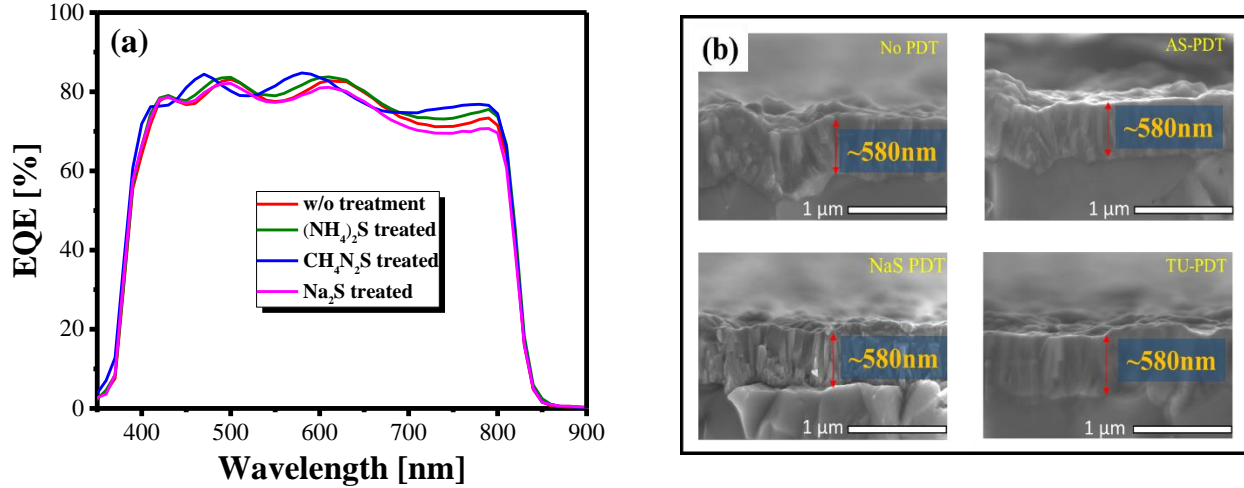 (a)
100
80
60
40
20
0
EQE [%]
w/o treatment
(NH₄)₂S treated
CH₄N₂S treated
Na₂S treated
400 500 600 700 800 900
Wavelength [nm]
(b)
No PDT
~580nm
1 µm
AS-PDT
~580nm
1 µm
NaS PDT
~580nm
1 µm
TU-PDT
~580nm
1 µm